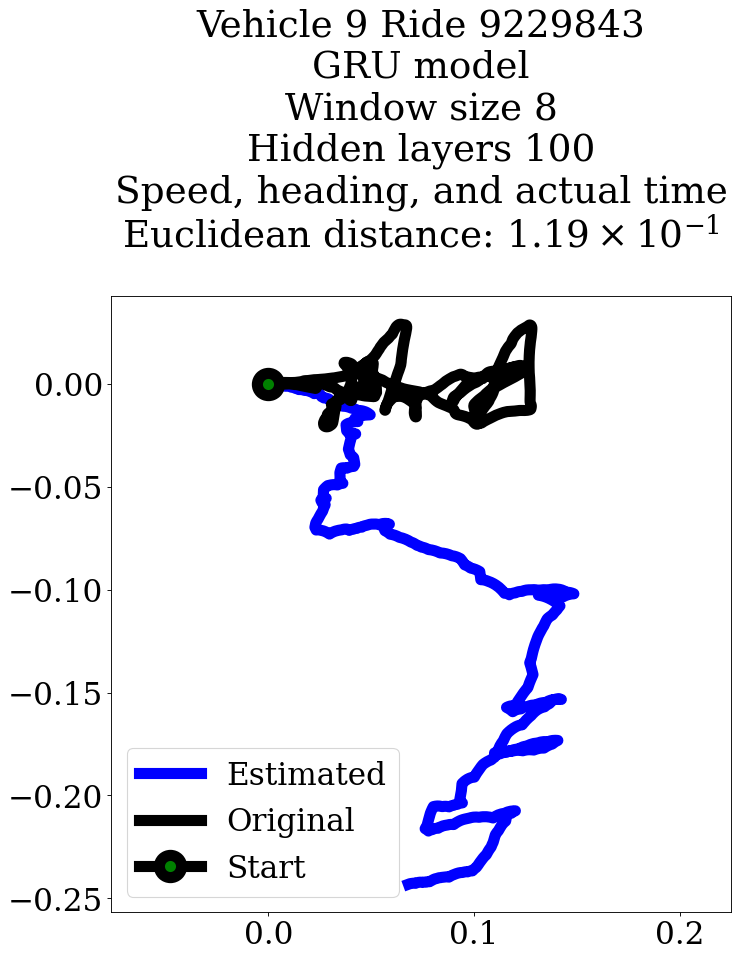 Vehicle 9 Ride 9229843
GRU model
Window size 8
Hidden layers 100
Speed, heading, and actual time
Euclidean distance: 1.19 × 10⁻¹
0.00
−0.05
−0.10
−0.15
−0.20
−0.25
Estimated
Original
Start
0.0 0.1 0.2